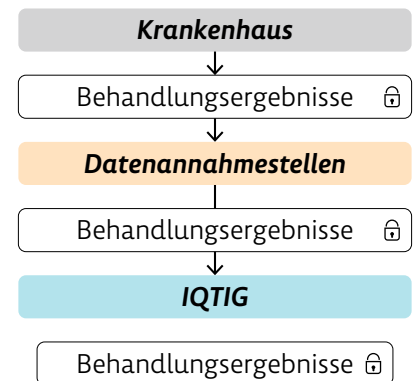 Krankenhaus
Behandlungsergebnisse
Datenannahmestellen
Behandlungsergebnisse
IQTIG
Behandlungsergebnisse